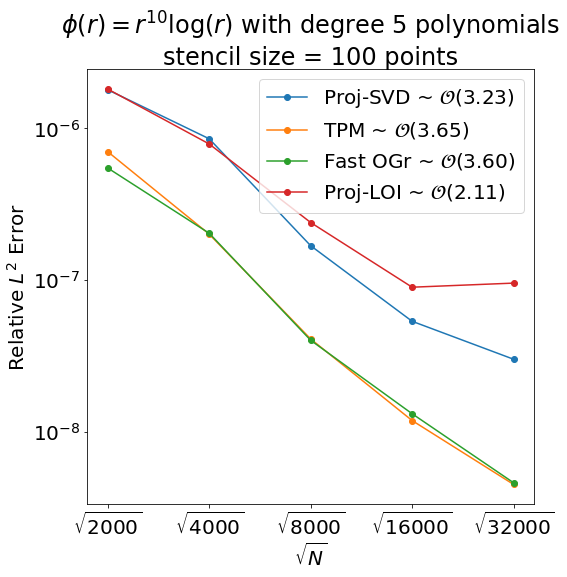 ϕ(r) = r¹⁰log(r) with degree 5 polynomials
stencil size = 100 points
Proj-SVD ~ 𝒪(3.23)
TPM ~ 𝒪(3.65)
Fast OGr ~ 𝒪(3.60)
Proj-LOI ~ 𝒪(2.11)
Relative L² Error
10⁻⁶
10⁻⁷
10⁻⁸
√2000 √4000 √8000 √16000 √32000
√N